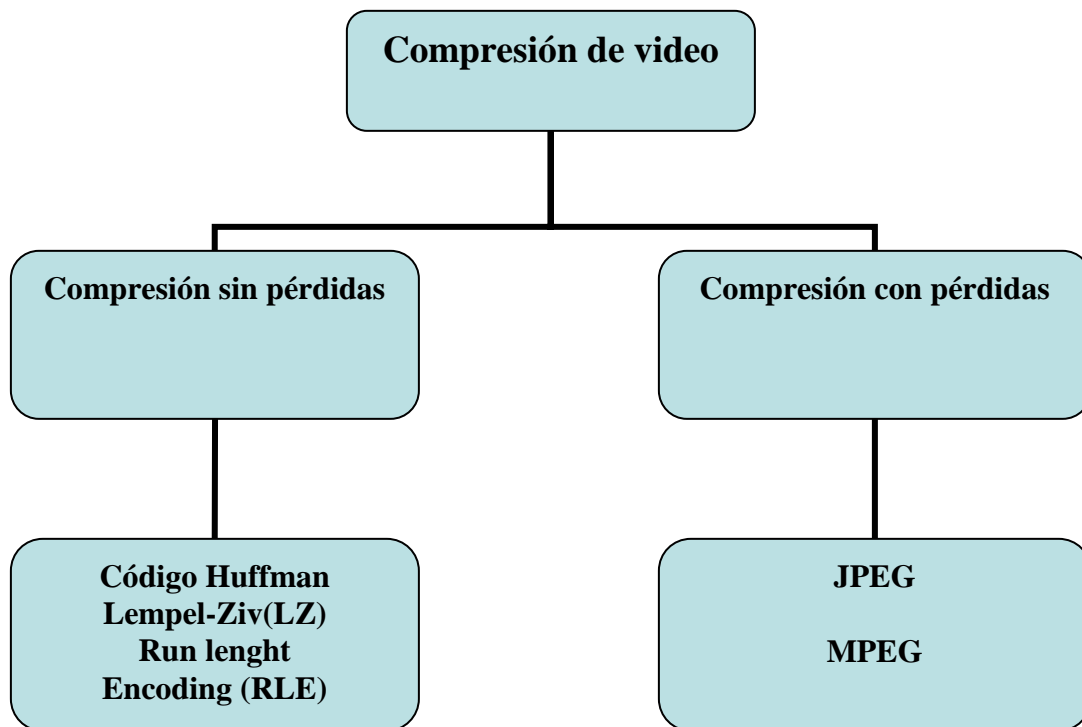 Compresión de video
Compresión sin pérdidas
Compresión con pérdidas
Código Huffman
Lempel-Ziv(LZ)
Run lenght
Encoding (RLE)
JPEG
MPEG